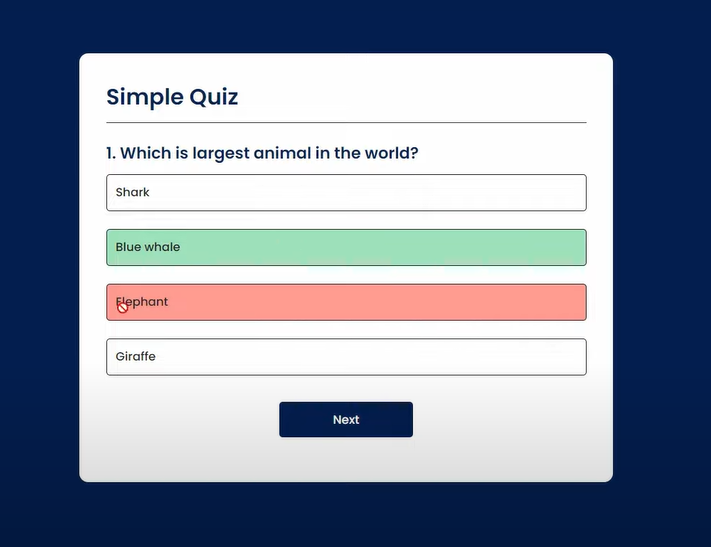 Simple Quiz
1. Which is largest animal in the world?
Shark
Blue whale
Elephant
Giraffe
Next